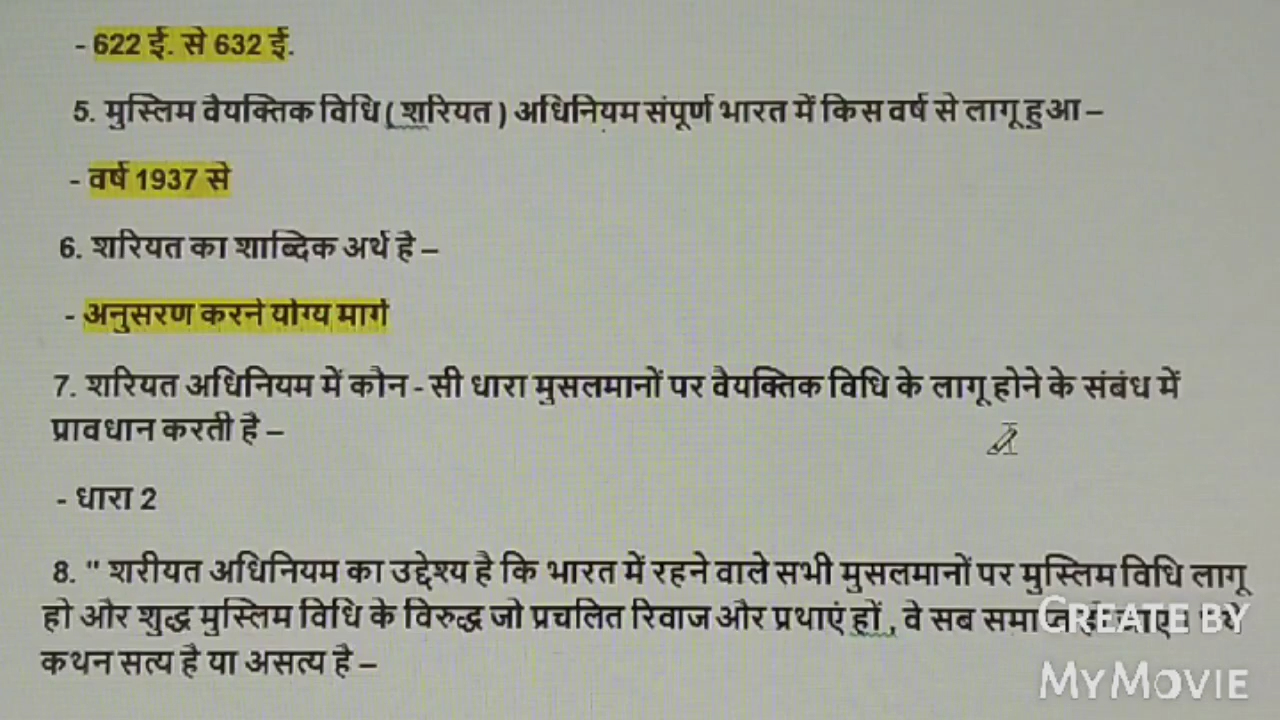 - 622 ई. से 632 ई.
5. मुस्लिम वैयक्तिक विधि ( शरियत ) अधिनियम संपूर्ण भारत में किस वर्ष से लागू हुआ –
- वर्ष 1937 से
6. शरियत का शाब्दिक अर्थ है –
- अनुसरण करने योग्य मार्ग
7. शरियत अधिनियम में कौन - सी धारा मुसलमानों पर वैयक्तिक विधि के लागू होने के संबंध में
प्रावधान करती है –
- धारा 2
8. " शरीयत अधिनियम का उद्देश्य है कि भारत में रहने वाले सभी मुसलमानों पर मुस्लिम विधि लागू
हो और शुद्ध मुस्लिम विधि के विरुद्ध जो प्रचलित रिवाज और प्रथाएं हों , वे सब
कथन सत्य है या असत्य है –
CREATE BY
MYMOVIE